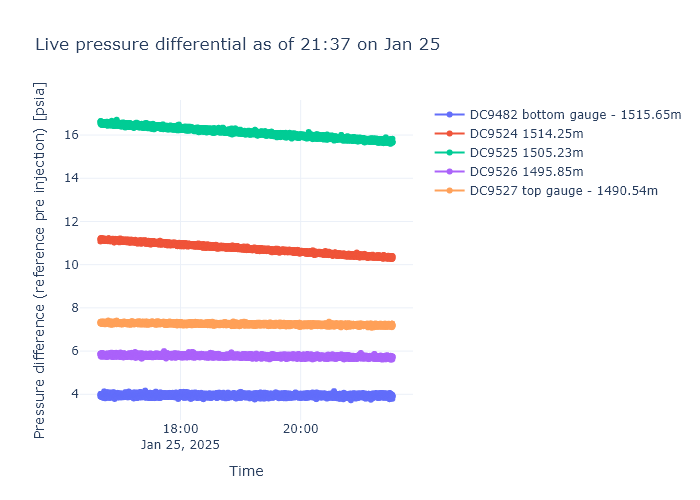 Live pressure differential as of 21:37 on Jan 25
Pressure difference (reference pre injection) [psia]
16
14
12
10
8
6
4
18:00
Jan 25, 2025
20:00
Time
DC9482 bottom gauge - 1515.65m
DC9524 1514.25m
DC9525 1505.23m
DC9526 1495.85m
DC9527 top gauge - 1490.54m